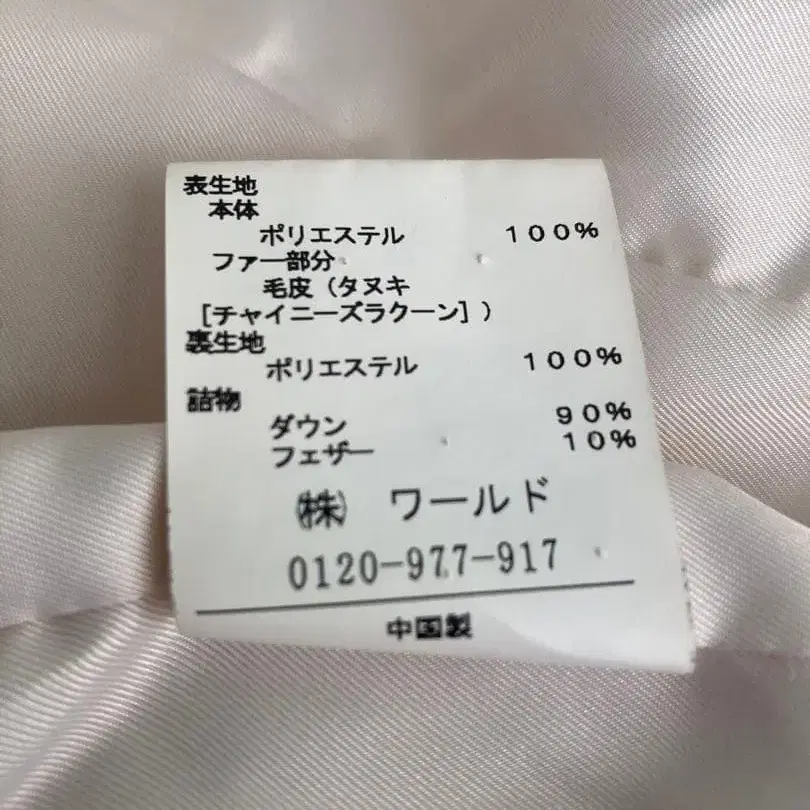 表生地
本体
ポリエステル 100%
ファー部分
毛皮（タヌキ
[チャイニーズラクーン]）
裏生地
ポリエステル 100%
詰物
ダウン 90%
フェザー 10%
㈱ ワールド
0120-977-917
中国製